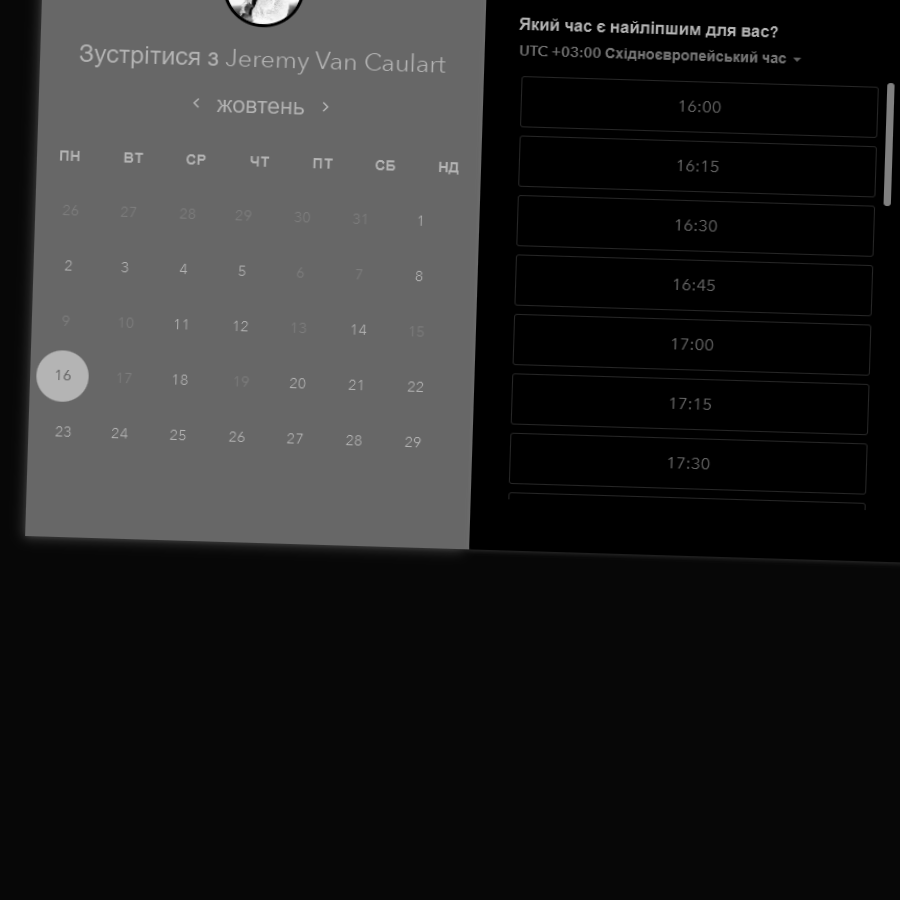 Зустрітися з Jeremy Van Caulart
жовтень
ПН ВТ СР ЧТ ПТ СБ НД
26 27 28 29 30 31 1
2 3 4 5 6 7 8
9 10 11 12 13 14 15
16 17 18 19 20 21 22
23 24 25 26 27 28 29
Який час є найліпшим для вас?
UTC +03:00 Східноєвропейський час
16:00
16:15
16:30
16:45
17:00
17:15
17:30